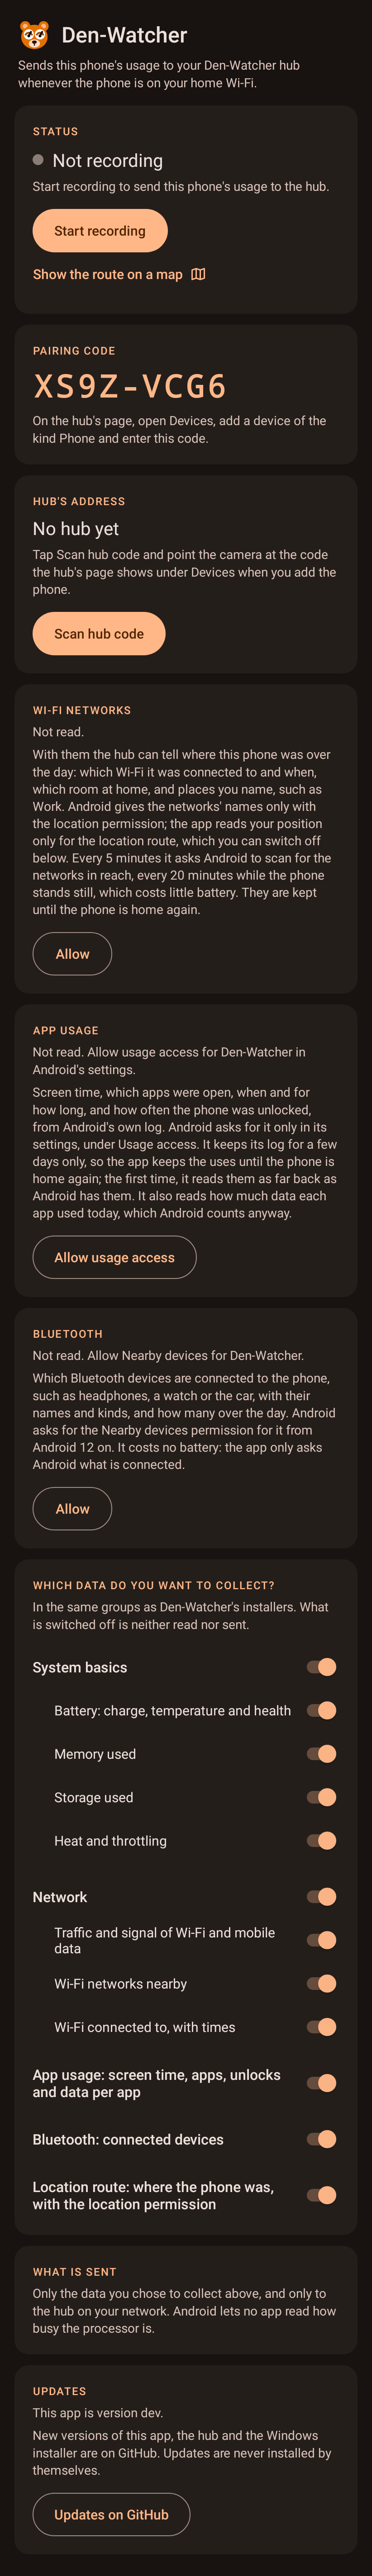 Den-Watcher
Sends this phone's usage to your Den-Watcher hub
whenever the phone is on your home Wi-Fi.
STATUS
Not recording
Start recording to send this phone's usage to the hub.
Start recording
Show the route on a map
PAIRING CODE
XS9Z-VCG6
On the hub's page, open Devices, add a device of the
kind Phone and enter this code.
HUB'S ADDRESS
No hub yet
Tap Scan hub code and point the camera at the code
the hub's page shows under Devices when you add the
phone.
Scan hub code
WI-FI NETWORKS
Not read.
With them the hub can tell where this phone was over
the day: which Wi-Fi it was connected to and when,
which room at home, and places you name, such as
Work. Android gives the networks' names only with
the location permission; the app reads your position
only for the location route, which you can switch off
below. Every 5 minutes it asks Android to scan for the
networks in reach, every 20 minutes while the phone
stands still, which costs little battery. They are kept
until the phone is home again.
Allow
APP USAGE
Not read. Allow usage access for Den-Watcher in
Android's settings.
Screen time, which apps were open, when and for
how long, and how often the phone was unlocked,
from Android's own log. Android asks for it only in its
settings, under Usage access. It keeps its log for a few
days only, so the app keeps the uses until the phone is
home again; the first time, it reads them as far back as
Android has them. It also reads how much data each
app used today, which Android counts anyway.
Allow usage access
BLUETOOTH
Not read. Allow Nearby devices for Den-Watcher.
Which Bluetooth devices are connected to the phone,
such as headphones, a watch or the car, with their
names and kinds, and how many over the day. Android
asks for the Nearby devices permission for it from
Android 12 on. It costs no battery: the app only asks
Android what is connected.
Allow
WHICH DATA DO YOU WANT TO COLLECT?
In the same groups as Den-Watcher's installers. What
is switched off is neither read nor sent.
System basics
Battery: charge, temperature and health
Memory used
Storage used
Heat and throttling
Network
Traffic and signal of Wi-Fi and mobile
data
Wi-Fi networks nearby
Wi-Fi connected to, with times
App usage: screen time, apps, unlocks
and data per app
Bluetooth: connected devices
Location route: where the phone was,
with the location permission
WHAT IS SENT
Only the data you chose to collect above, and only to
the hub on your network. Android lets no app read how
busy the processor is.
UPDATES
This app is version dev.
New versions of this app, the hub and the Windows
installer are on GitHub. Updates are never installed by
themselves.
Updates on GitHub